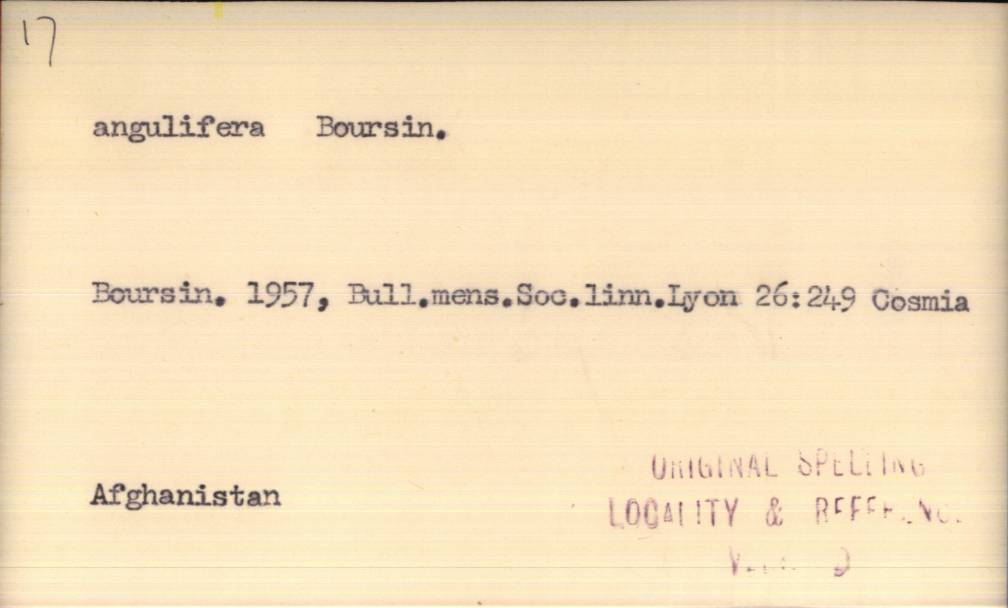 17
angulifera Boursin.
Boursin. 1957, Bull.mens.Soc.linn.Lyon 26:249 Cosmia
Afghanistan
ORIGINAL SPELLING
LOCALITY &